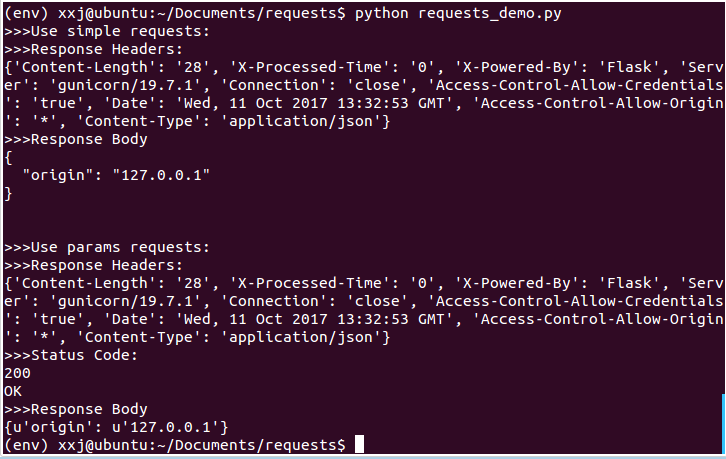 (env) xxj@ubuntu:~/Documents/requests$ python requests_demo.py
>>>Use simple requests:
>>>Response Headers:
{'Content-Length': '28', 'X-Processed-Time': '0', 'X-Powered-By': 'Flask', 'Serv
er': 'gunicorn/19.7.1', 'Connection': 'close', 'Access-Control-Allow-Credentials
': 'true', 'Date': 'Wed, 11 Oct 2017 13:32:53 GMT', 'Access-Control-Allow-Origin
': '*', 'Content-Type': 'application/json'}
>>>Response Body
{
  "origin": "127.0.0.1"
}
>>>Use params requests:
>>>Response Headers:
{'Content-Length': '28', 'X-Processed-Time': '0', 'X-Powered-By': 'Flask', 'Serv
er': 'gunicorn/19.7.1', 'Connection': 'close', 'Access-Control-Allow-Credentials
': 'true', 'Date': 'Wed, 11 Oct 2017 13:32:53 GMT', 'Access-Control-Allow-Origin
': '*', 'Content-Type': 'application/json'}
>>>Status Code:
200
OK
>>>Response Body
{u'origin': u'127.0.0.1'}
(env) xxj@ubuntu:~/Documents/requests$